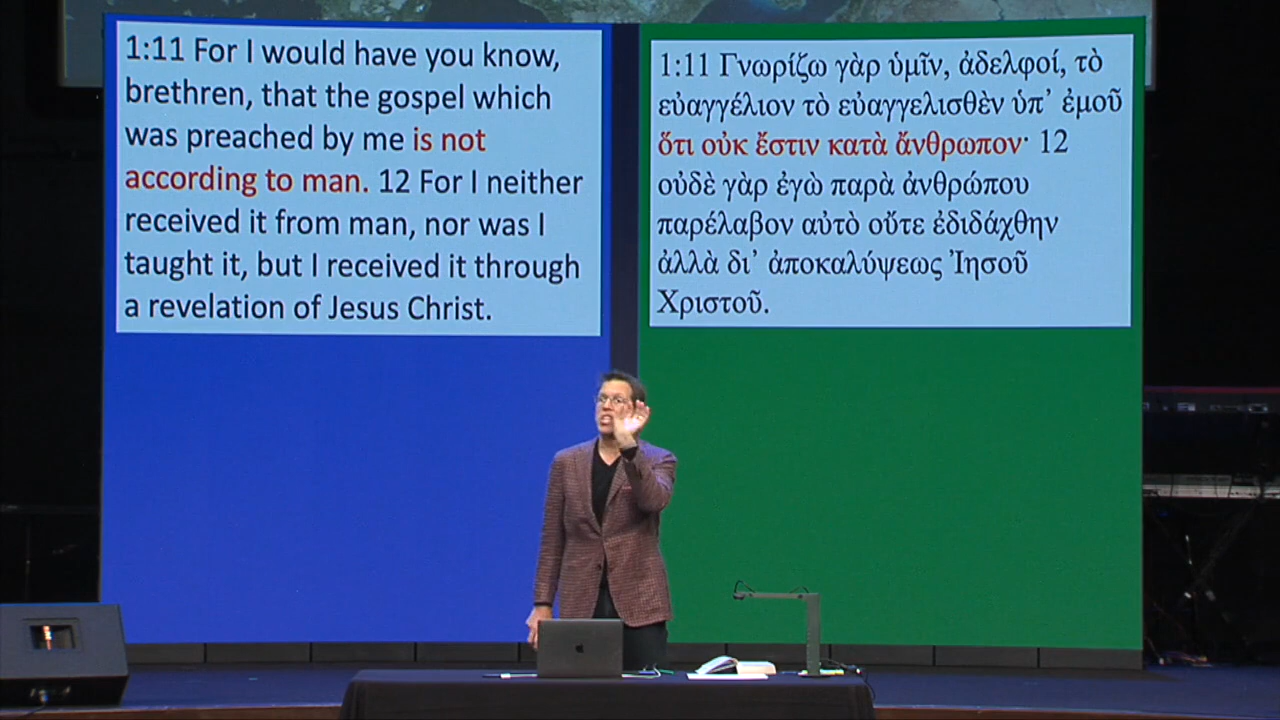 1:11 For I would have you know,
brethren, that the gospel which
was preached by me is not
according to man. 12 For I neither
received it from man, nor was I
taught it, but I received it through
a revelation of Jesus Christ.
1:11 Γνωρίζω γὰρ ὑμῖν, ἀδελφοί, τὸ
εὐαγγέλιον τὸ εὐαγγελισθὲν ὑπ’ ἐμοῦ
ὅτι οὐκ ἔστιν κατὰ ἄνθρωπον· 12
οὐδὲ γὰρ ἐγὼ παρὰ ἀνθρώπου
παρέλαβον αὐτὸ οὔτε ἐδιδάχθην
ἀλλὰ δι’ ἀποκαλύψεως Ἰησοῦ
Χριστοῦ.